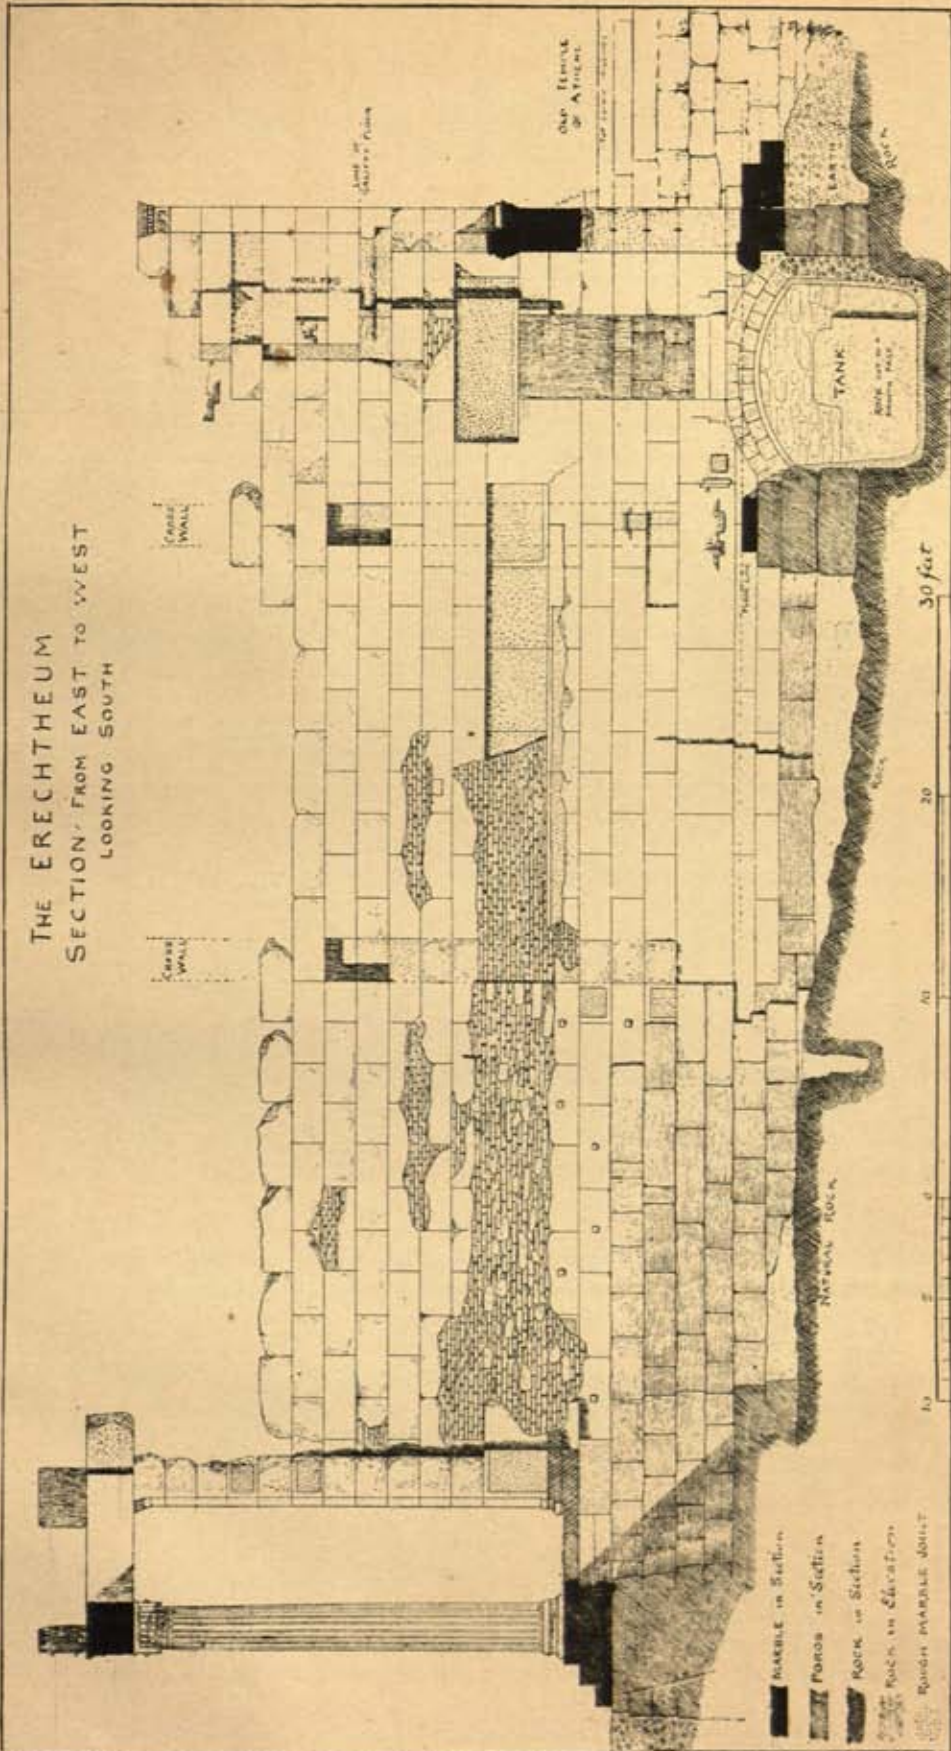 THE ERECHTHEUM
SECTION · FROM EAST TO WEST
LOOKING SOUTH
CROSS
WALL
CROSS
WALL
LINE OF
OLD TEMPLE
OF ATHENA
EARTH
ROCK
TANK
ROCK
NATURAL ROCK
MARBLE in Section
POROS in Section
ROCK in Section
ROCK in Elevation
ROUGH MARBLE JOINT
10
5
0
10
20
30 feet